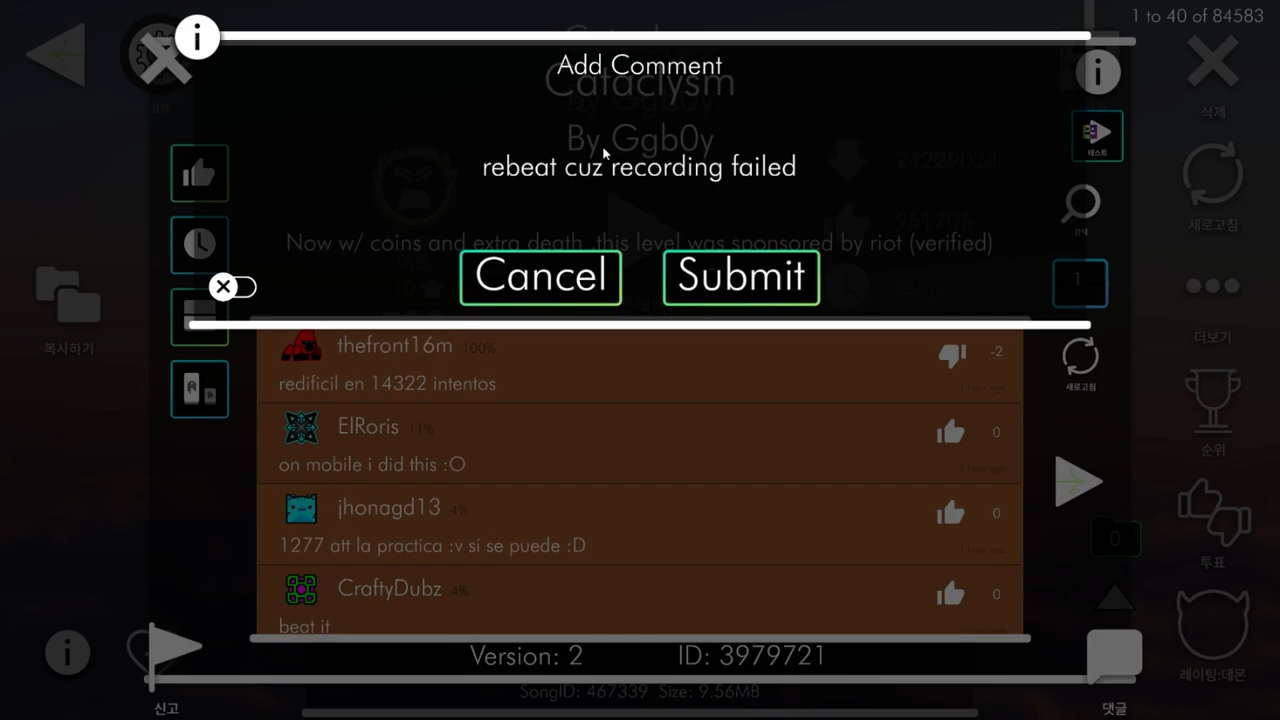 1 to 40 of 84583
Add Comment
Cataclysm
By Ggb0y
rebeat cuz recording failed
94229024
951706
Now w/ coins and extra death, this level was sponsored by riot (verified)
Cancel
Submit
삭제
테스트
새로고침
검색
1
더보기
복사하기
새로고침
순위
0
투표
thefront16m 100%
-2
redificil en 14322 intentos
1 hour ago
ElRoris 11%
0
on mobile i did this :O
1 hour ago
jhonagd13 4%
0
1277 att la practica :v si se puede :D
1 hour ago
CraftyDubz 4%
0
beat it
Version: 2
ID: 3979721
SongID: 467339 Size: 9.56MB
레이팅:데몬
신고
댓글